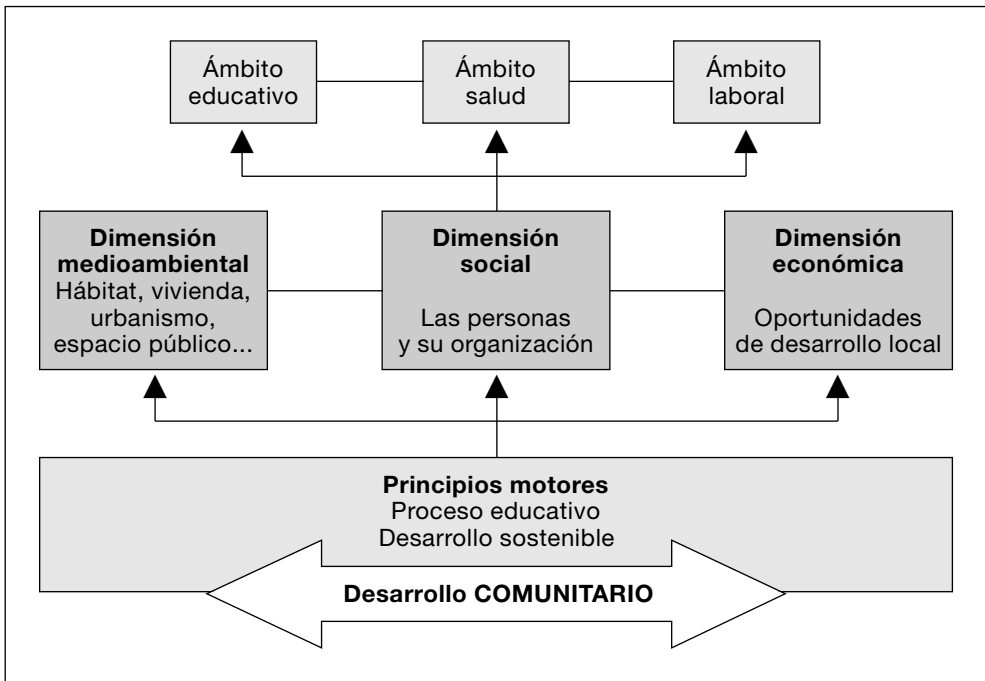 Ámbito
educativo
Ámbito
salud
Ámbito
laboral
Dimensión
medioambiental
Hábitat, vivienda,
urbanismo,
espacio público...
Dimensión
social
Las personas
y su organización
Dimensión
económica
Oportunidades
de desarrollo local
Principios motores
Proceso educativo
Desarrollo sostenible
Desarrollo COMUNITARIO